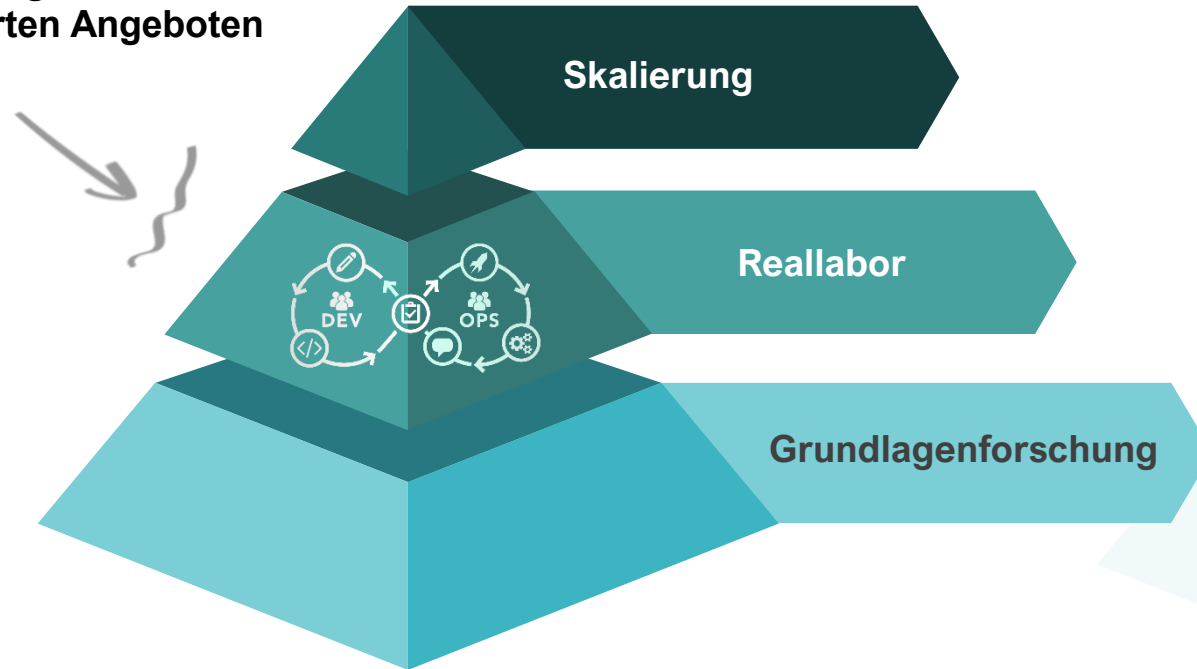 rten Angeboten
Skalierung
Reallabor
DEV
OPS
</>
Grundlagenforschung